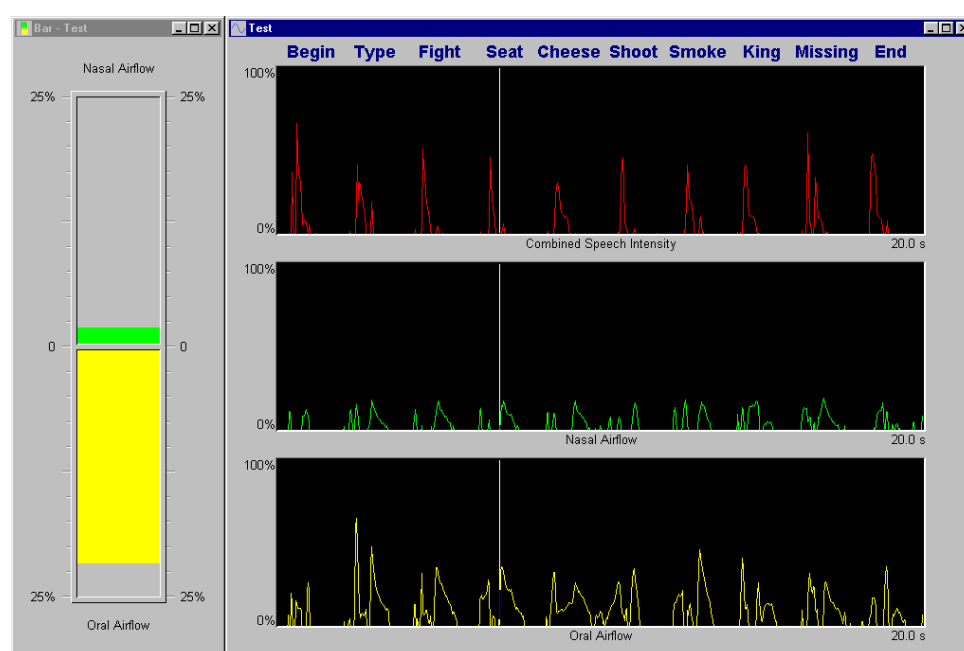 Bar - Test
Nasal Airflow
25% 25%
0 0
25% 25%
Oral Airflow
Test
Begin Type Fight Seat Cheese Shoot Smoke King Missing End
100%
0%
Combined Speech Intensity 20.0 s
100%
0%
Nasal Airflow 20.0 s
100%
0%
Oral Airflow 20.0 s